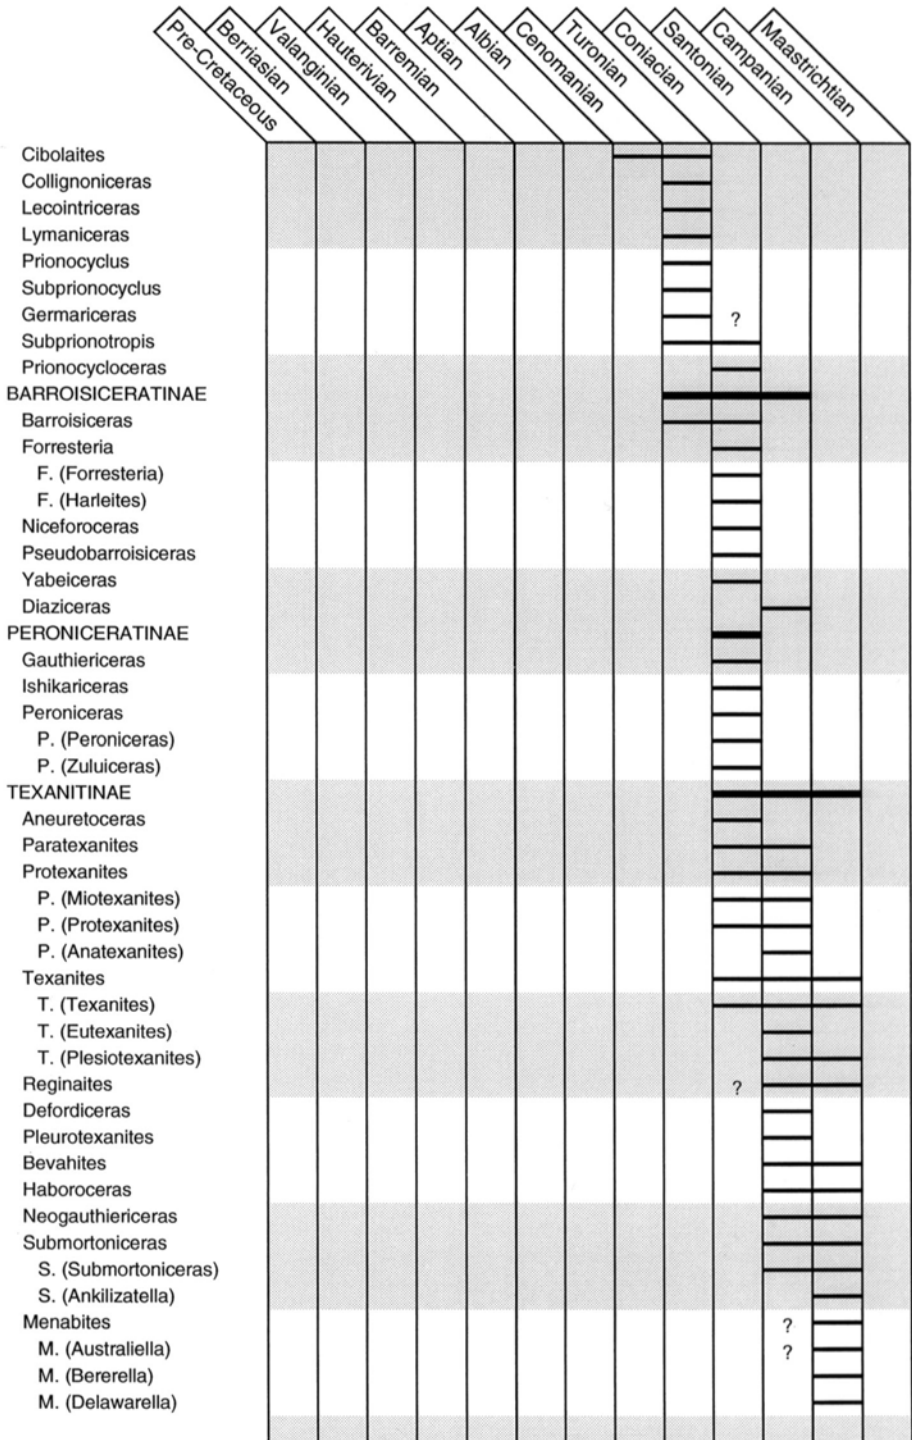 Pre-Cretaceous
Berriasian
Valanginian
Hauterivian
Barremian
Aptian
Albian
Cenomanian
Turonian
Coniacian
Santonian
Campanian
Maastrichtian
Cibolaites
Collignoniceras
Lecointriceras
Lymaniceras
Prionocyclus
Subprionocyclus
Germariceras ?
Subprionotropis
Prionocycloceras
BARROISICERATINAE
Barroisiceras
Forresteria
F. (Forresteria)
F. (Harleites)
Niceforoceras
Pseudobarroisiceras
Yabeiceras
Diaziceras
PERONICERATINAE
Gauthiericeras
Ishikariceras
Peroniceras
P. (Peroniceras)
P. (Zuluiceras)
TEXANITINAE
Aneuretoceras
Paratexanites
Protexanites
P. (Miotexanites)
P. (Protexanites)
P. (Anatexanites)
Texanites
T. (Texanites)
T. (Eutexanites)
T. (Plesiotexanites)
Reginaites ?
Defordiceras
Pleurotexanites
Bevahites
Haboroceras
Neogauthiericeras
Submortoniceras
S. (Submortoniceras)
S. (Ankilizatella)
Menabites ?
M. (Australiella) ?
M. (Bererella)
M. (Delawarella)